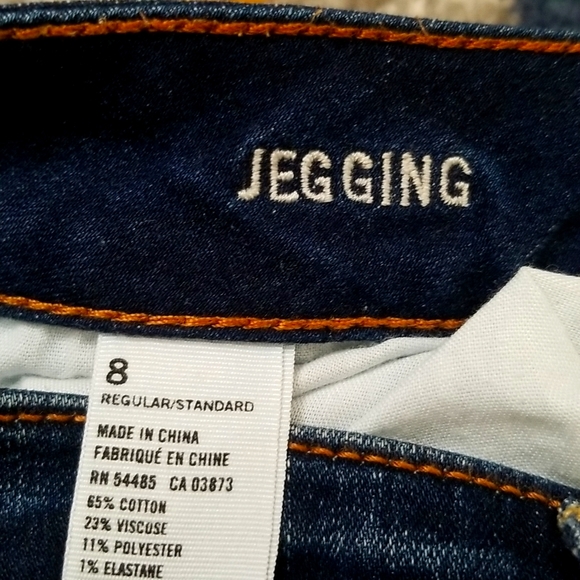 JEGGING
8
REGULAR/STANDARD
MADE IN CHINA
FABRIQUÉ EN CHINE
RN 54485 CA 03873
65% COTTON
23% VISCOSE
11% POLYESTER
1% ELASTANE